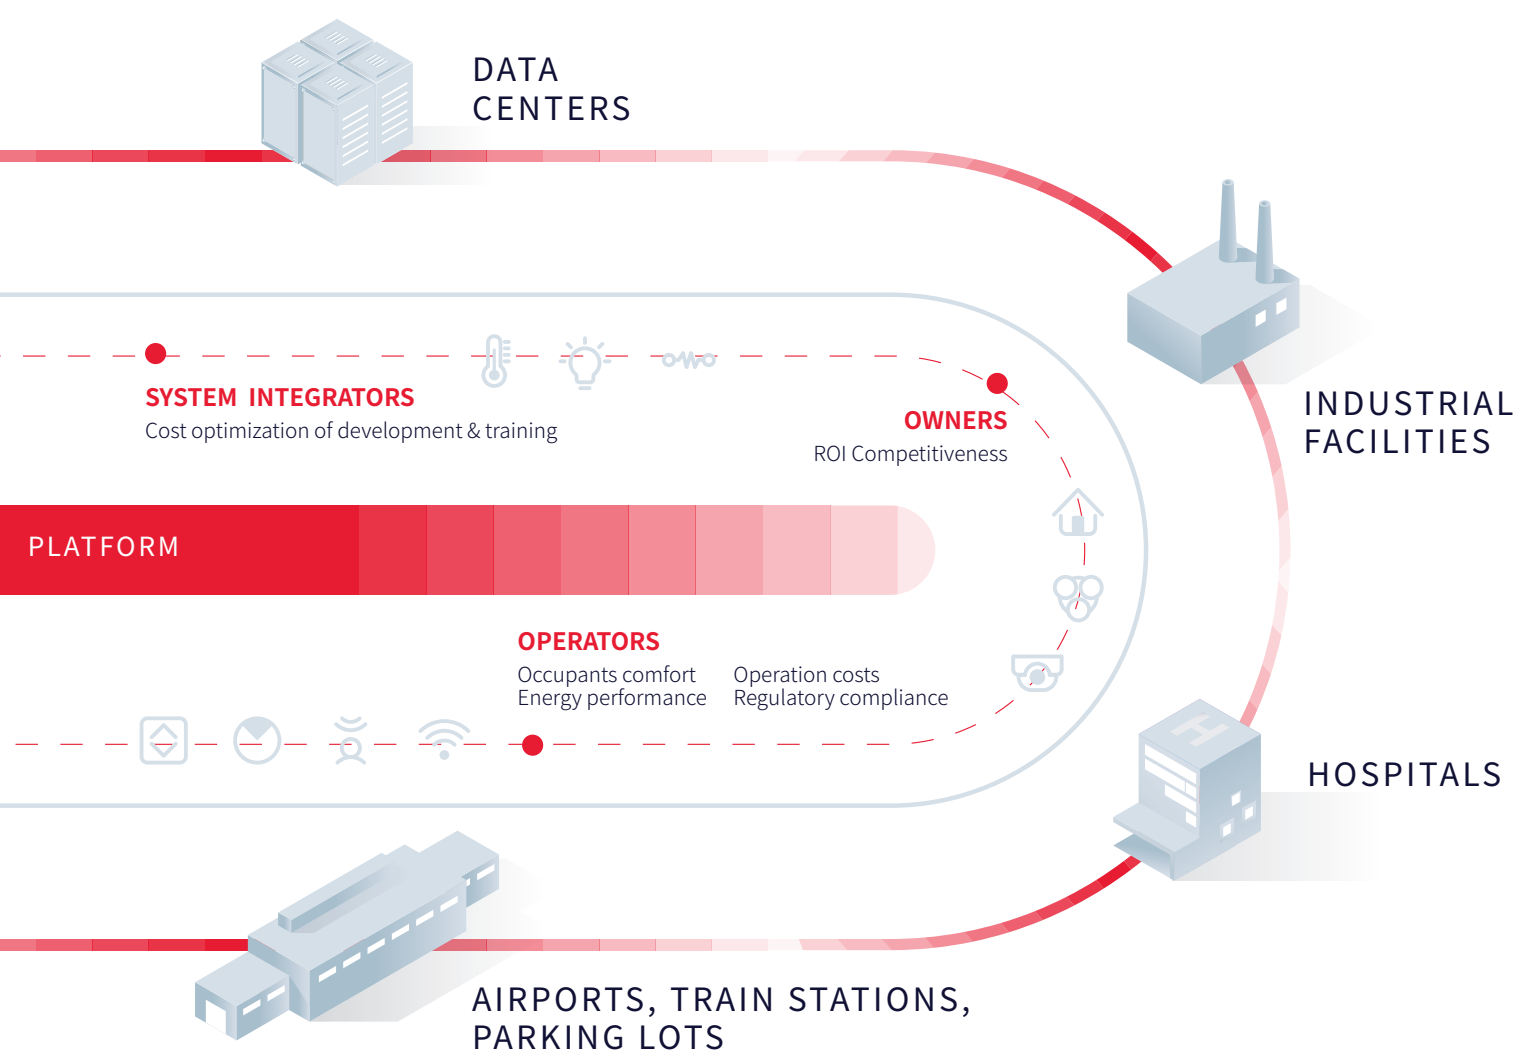 DATA
CENTERS
INDUSTRIAL
FACILITIES
SYSTEM INTEGRATORS
Cost optimization of development & training
OWNERS
ROI Competitiveness
PLATFORM
OPERATORS
Occupants comfort
Energy performance
Operation costs
Regulatory compliance
H
HOSPITALS
AIRPORTS, TRAIN STATIONS,
PARKING LOTS